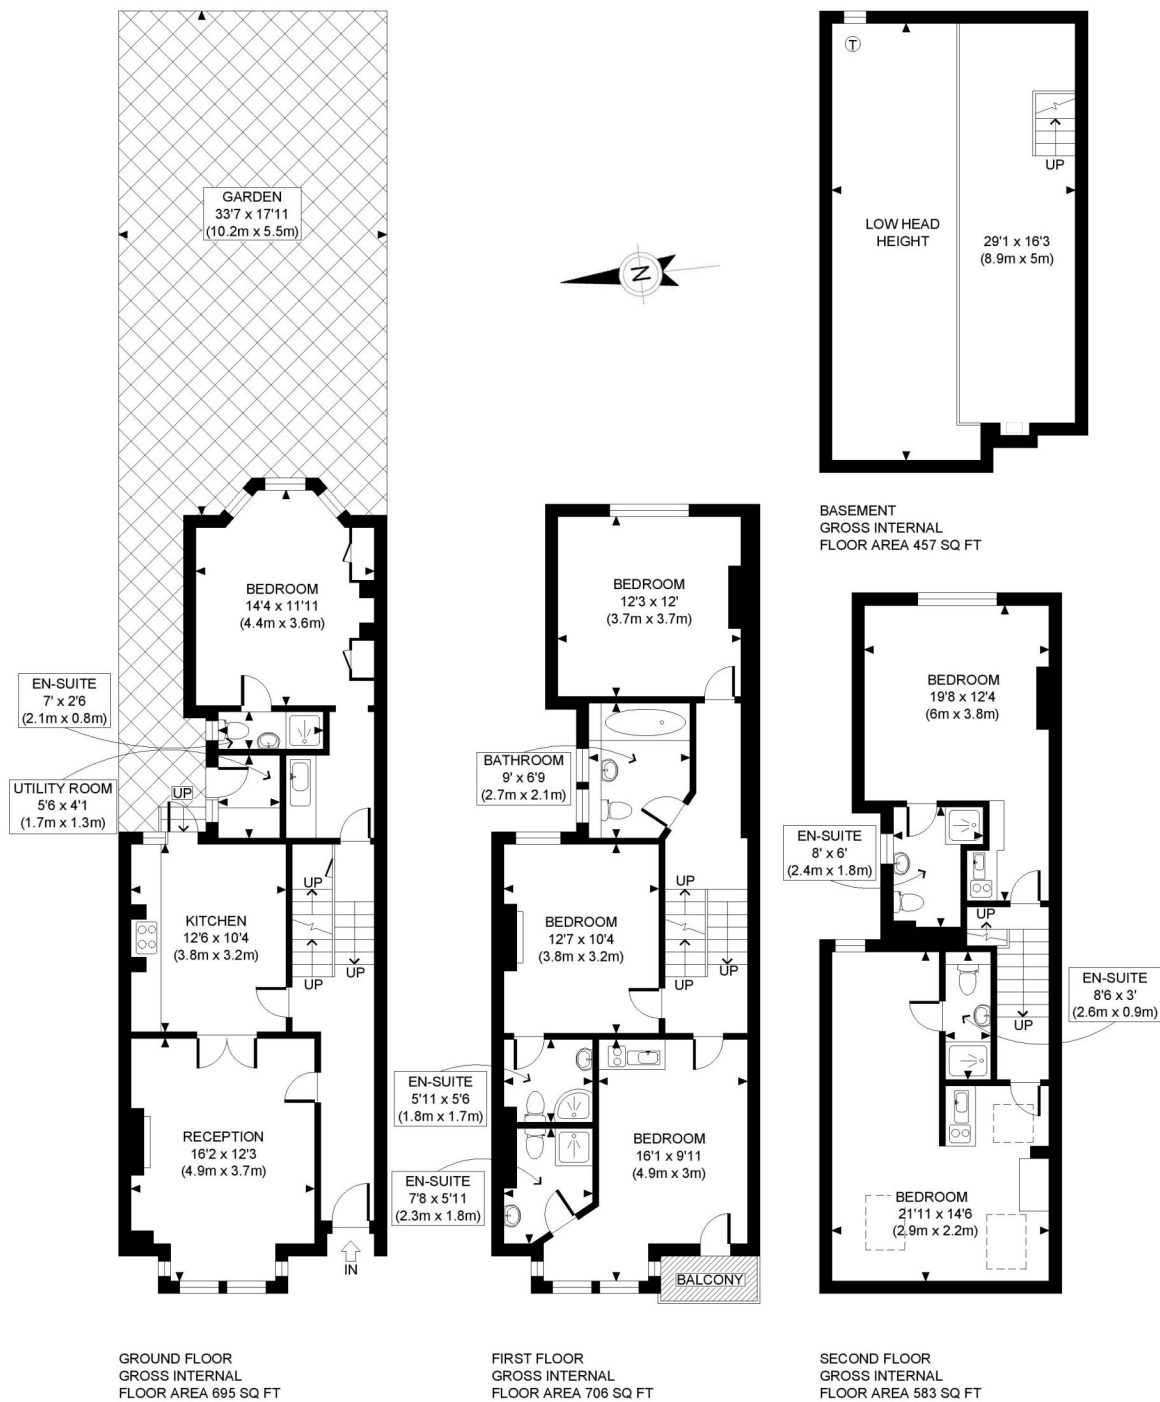 GARDEN
33'7 x 17'11
(10.2m x 5.5m)
BEDROOM
14'4 x 11'11
(4.4m x 3.6m)
EN-SUITE
7' x 2'6
(2.1m x 0.8m)
UTILITY ROOM
5'6 x 4'1
(1.7m x 1.3m)
UP
KITCHEN
12'6 x 10'4
(3.8m x 3.2m)
UP
UP
UP
RECEPTION
16'2 x 12'3
(4.9m x 3.7m)
IN
GROUND FLOOR
GROSS INTERNAL
FLOOR AREA 695 SQ FT
N
BEDROOM
12'3 x 12'
(3.7m x 3.7m)
BATHROOM
9' x 6'9
(2.7m x 2.1m)
BEDROOM
12'7 x 10'4
(3.8m x 3.2m)
UP
UP
UP
EN-SUITE
5'11 x 5'6
(1.8m x 1.7m)
EN-SUITE
7'8 x 5'11
(2.3m x 1.8m)
BEDROOM
16'1 x 9'11
(4.9m x 3m)
BALCONY
FIRST FLOOR
GROSS INTERNAL
FLOOR AREA 706 SQ FT
T
UP
LOW HEAD
HEIGHT
29'1 x 16'3
(8.9m x 5m)
BASEMENT
GROSS INTERNAL
FLOOR AREA 457 SQ FT
BEDROOM
19'8 x 12'4
(6m x 3.8m)
EN-SUITE
8' x 6'
(2.4m x 1.8m)
UP
EN-SUITE
8'6 x 3'
(2.6m x 0.9m)
UP
BEDROOM
21'11 x 14'6
(2.9m x 2.2m)
SECOND FLOOR
GROSS INTERNAL
FLOOR AREA 583 SQ FT